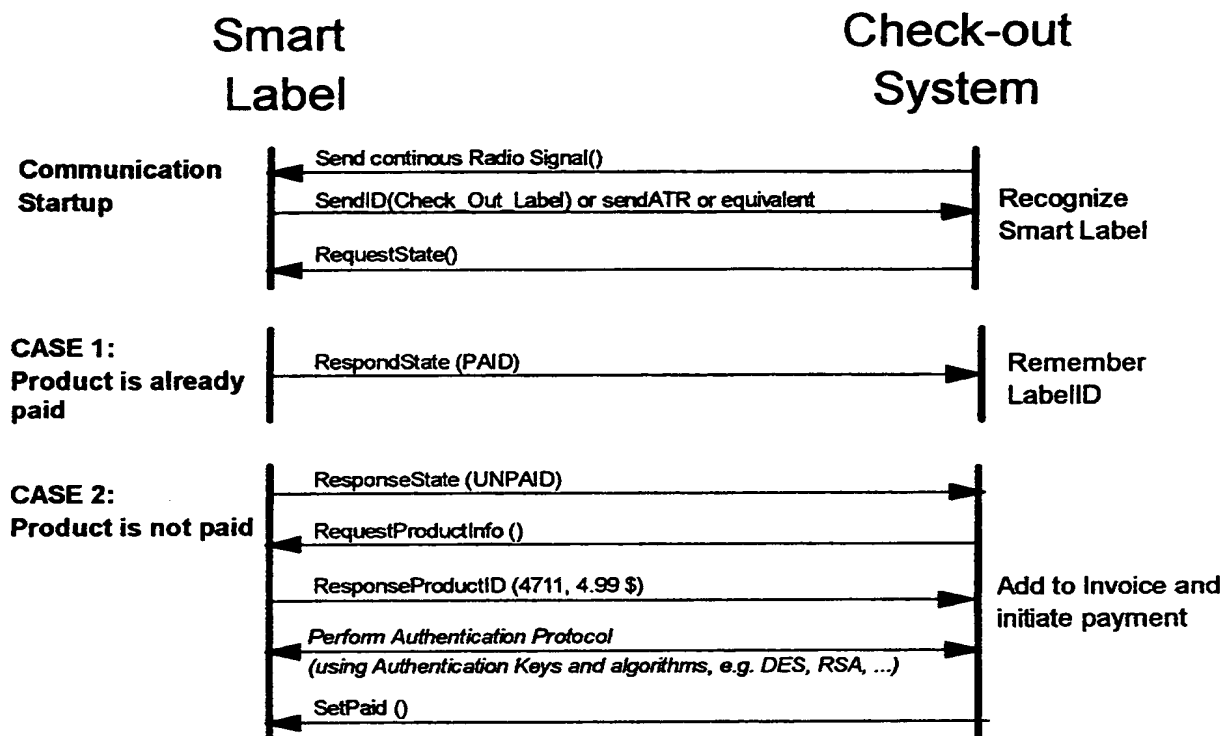 Smart
Label
Check-out
System
Communication
Startup
Send continous Radio Signal()
SendID(Check_Out_Label) or sendATR or equivalent
RequestState()
Recognize
Smart Label
CASE 1:
Product is already
paid
RespondState (PAID)
Remember
LabelID
CASE 2:
Product is not paid
ResponseState (UNPAID)
RequestProductInfo ()
ResponseProductID (4711, 4.99 $)
Add to Invoice and
initiate payment
Perform Authentication Protocol
(using Authentication Keys and algorithms, e.g. DES, RSA, ...)
SetPaid ()